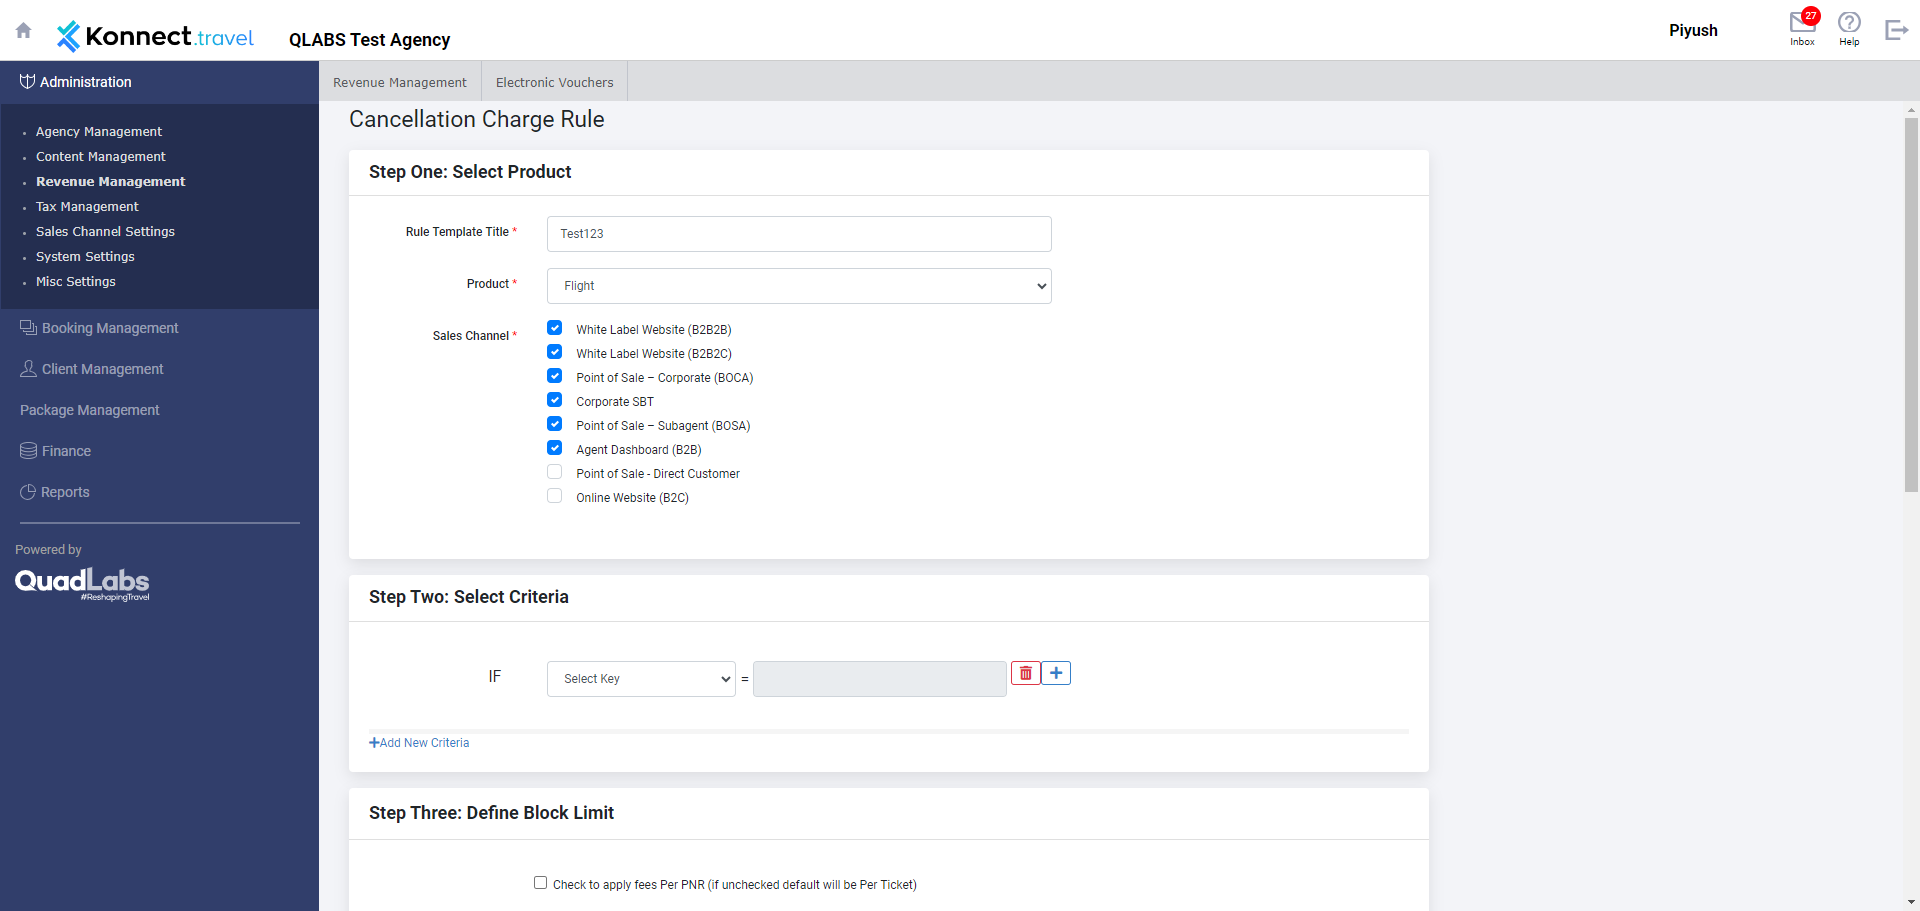 Konnect.travel
QLABS Test Agency
Piyush
27
Inbox
Help
Administration
Agency Management
Content Management
Revenue Management
Tax Management
Sales Channel Settings
System Settings
Misc Settings
Booking Management
Client Management
Package Management
Finance
Reports
Powered by
QuadLabs
#ReshapingTravel
Revenue Management
Electronic Vouchers
Cancellation Charge Rule
Step One: Select Product
Rule Template Title *
Test123
Product *
Flight
Sales Channel *
White Label Website (B2B2B)
White Label Website (B2B2C)
Point of Sale – Corporate (BOCA)
Corporate SBT
Point of Sale – Subagent (BOSA)
Agent Dashboard (B2B)
Point of Sale - Direct Customer
Online Website (B2C)
Step Two: Select Criteria
IF
Select Key
=
+Add New Criteria
Step Three: Define Block Limit
Check to apply fees Per PNR (if unchecked default will be Per Ticket)